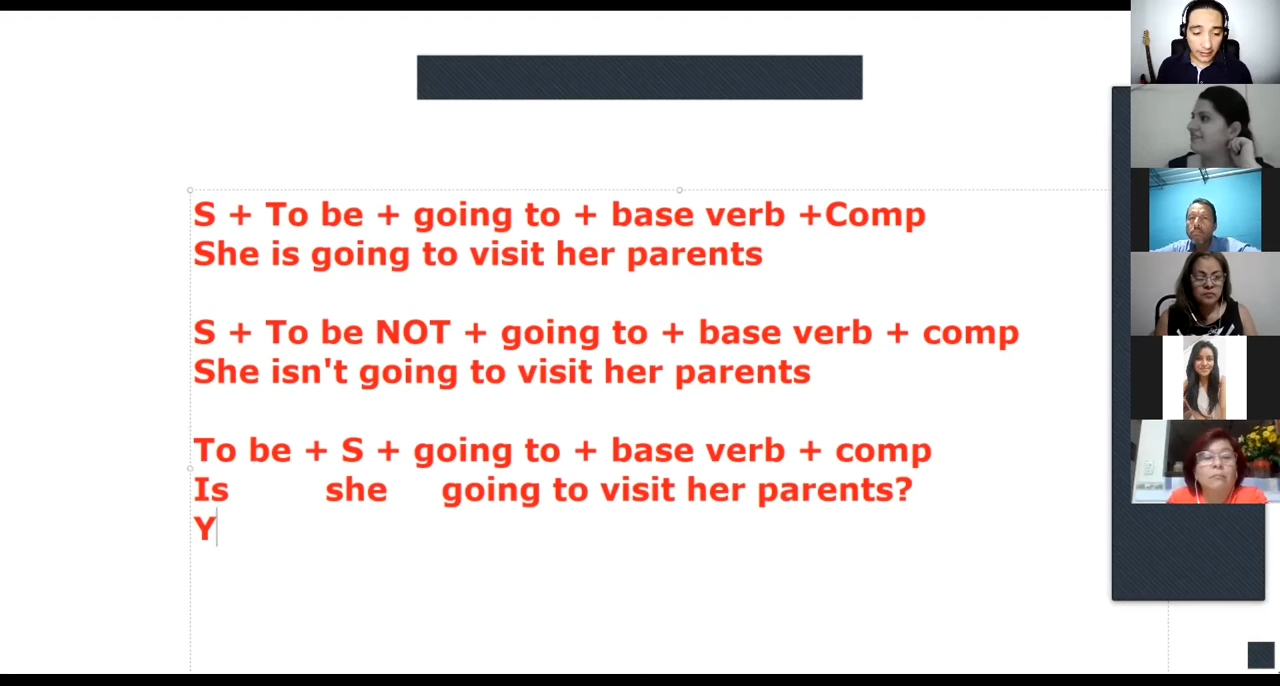 S + To be + going to + base verb +Comp
She is going to visit her parents
S + To be NOT + going to + base verb + comp
She isn't going to visit her parents
To be + S + going to + base verb + comp
Is she going to visit her parents?
Y